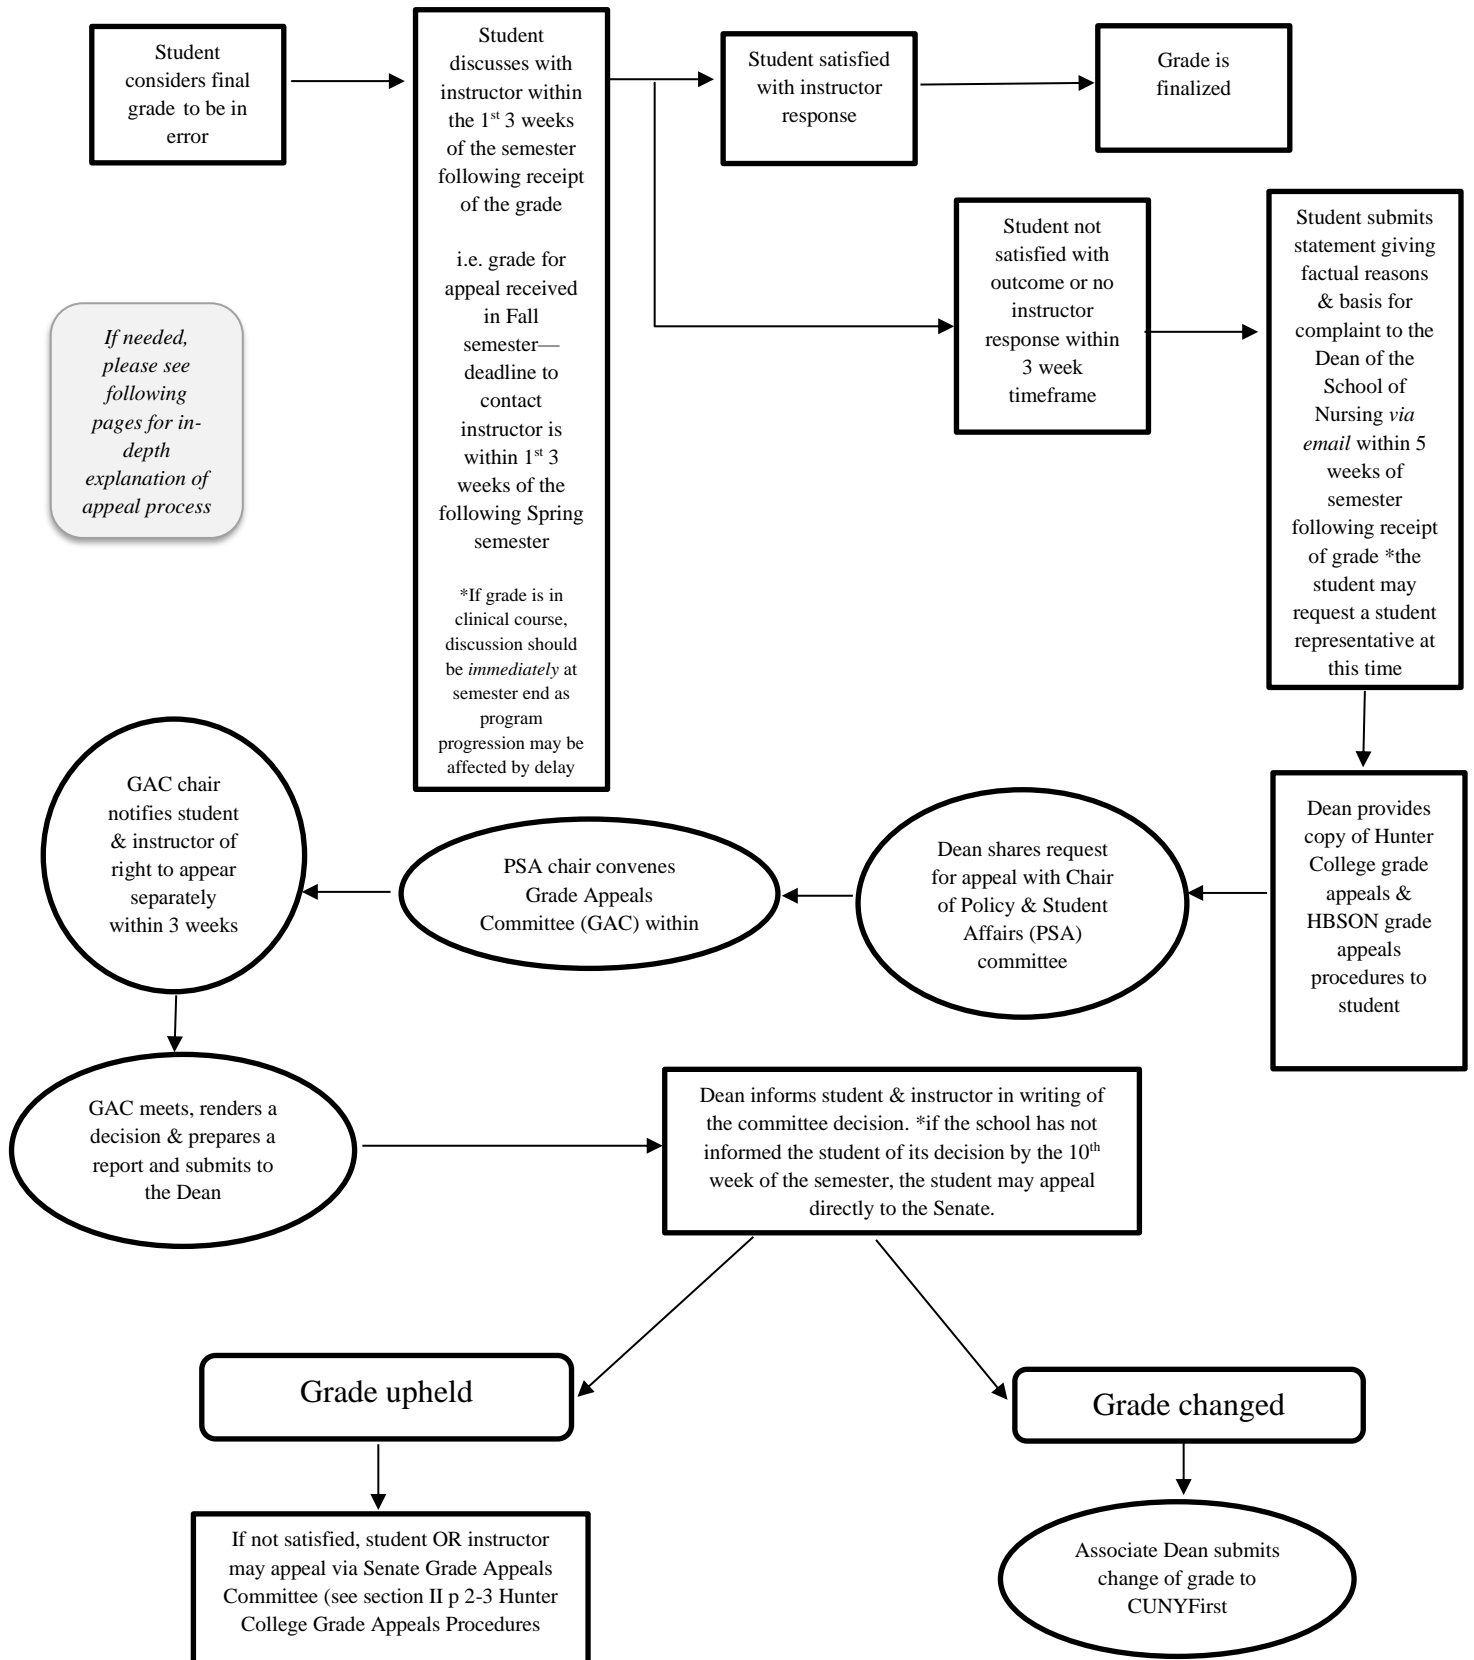 Student
considers final
grade to be in
error
Student
discusses with
instructor within
the 1st 3 weeks
of the semester
following receipt
of the grade
i.e. grade for
appeal received
in Fall
semester—
deadline to
contact
instructor is
within 1st 3
weeks of the
following Spring
semester
*If grade is in
clinical course,
discussion should
be immediately at
semester end as
program
progression may be
affected by delay
Student satisfied
with instructor
response
Grade is
finalized
Student not
satisfied with
outcome or no
instructor
response within
3 week
timeframe
Student submits
statement giving
factual reasons
& basis for
complaint to the
Dean of the
School of
Nursing via
email within 5
weeks of
semester
following receipt
of grade *the
student may
request a student
representative at
this time
If needed,
please see
following
pages for in-
depth
explanation of
appeal process
Dean provides
copy of Hunter
College grade
appeals &
HBSON grade
appeals
procedures to
student
Dean shares request
for appeal with Chair
of Policy & Student
Affairs (PSA)
committee
PSA chair convenes
Grade Appeals
Committee (GAC) within
GAC chair
notifies student
& instructor of
right to appear
separately
within 3 weeks
GAC meets, renders a
decision & prepares a
report and submits to
the Dean
Dean informs student & instructor in writing of
the committee decision. *if the school has not
informed the student of its decision by the 10th
week of the semester, the student may appeal
directly to the Senate.
Grade upheld
Grade changed
If not satisfied, student OR instructor
may appeal via Senate Grade Appeals
Committee (see section II p 2-3 Hunter
College Grade Appeals Procedures
Associate Dean submits
change of grade to
CUNYFirst